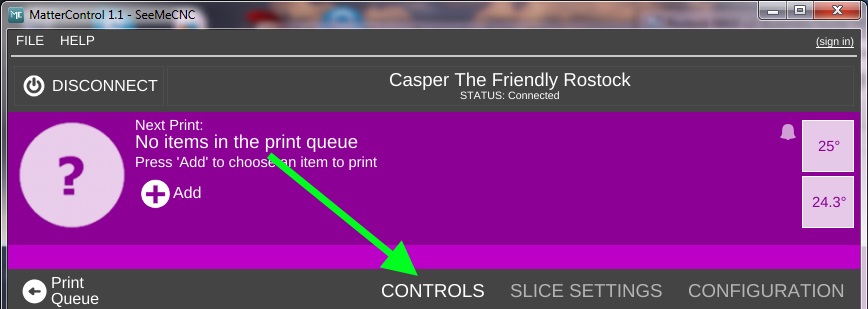 MatterControl 1.1 - SeeMeCNC
FILE HELP (sign in)
DISCONNECT
Casper The Friendly Rostock
STATUS: Connected
Next Print:
No items in the print queue
Press 'Add' to choose an item to print
?
Add
25°
24.3°
Print
Queue
CONTROLS SLICE SETTINGS CONFIGURATION